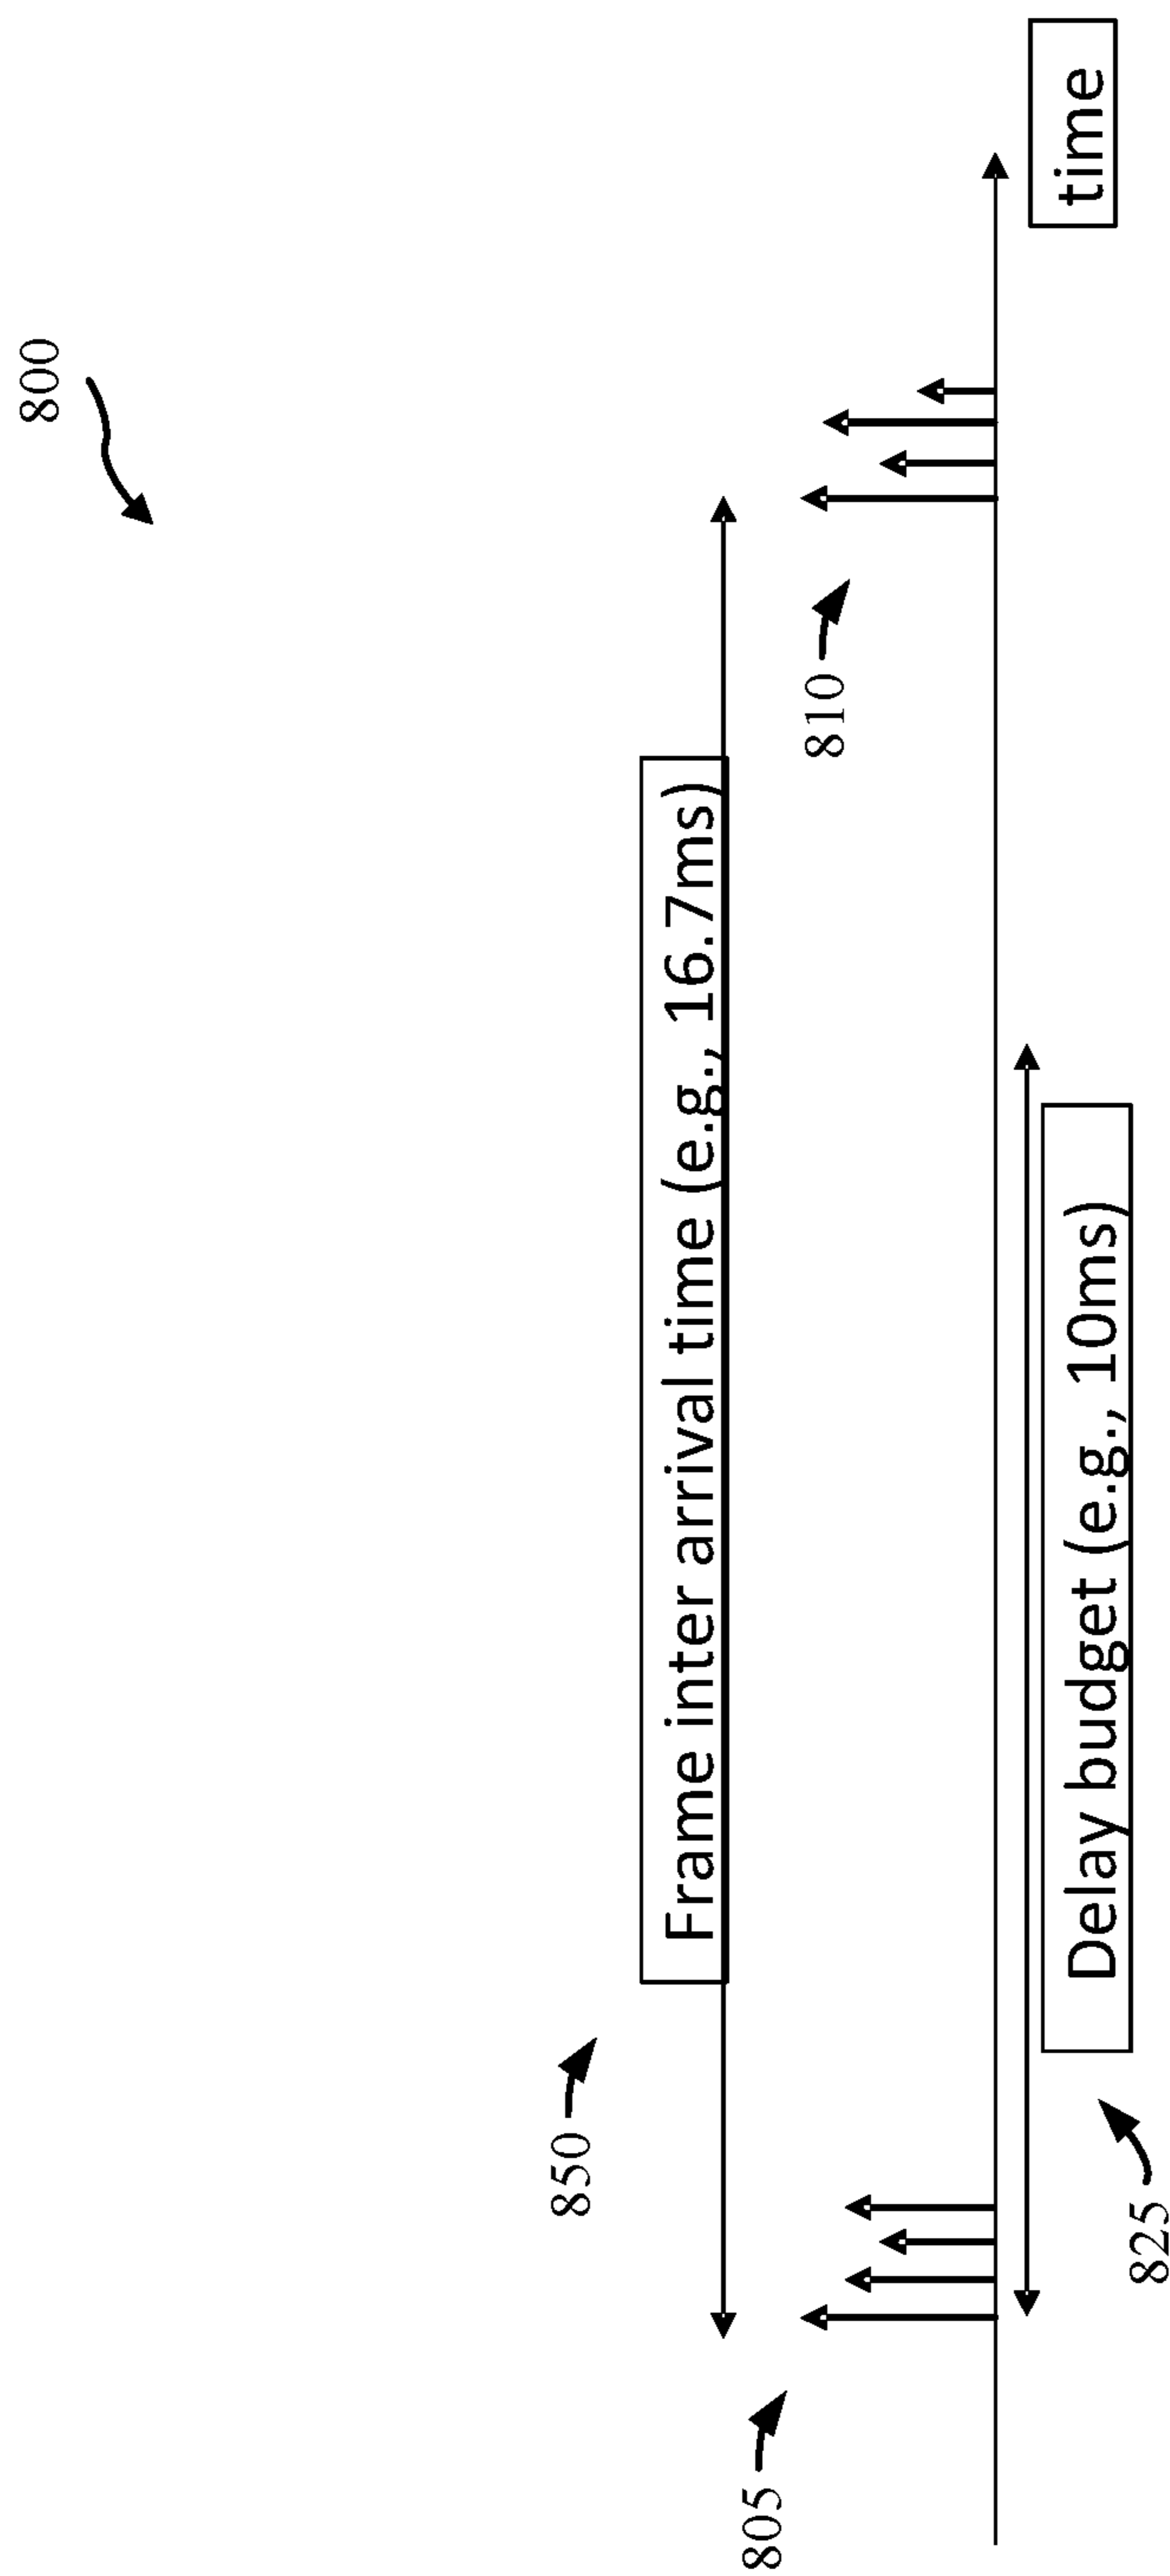 800
850
Frame inter arrival time (e.g., 16.7ms)
805
810
825
Delay budget (e.g., 10ms)
time